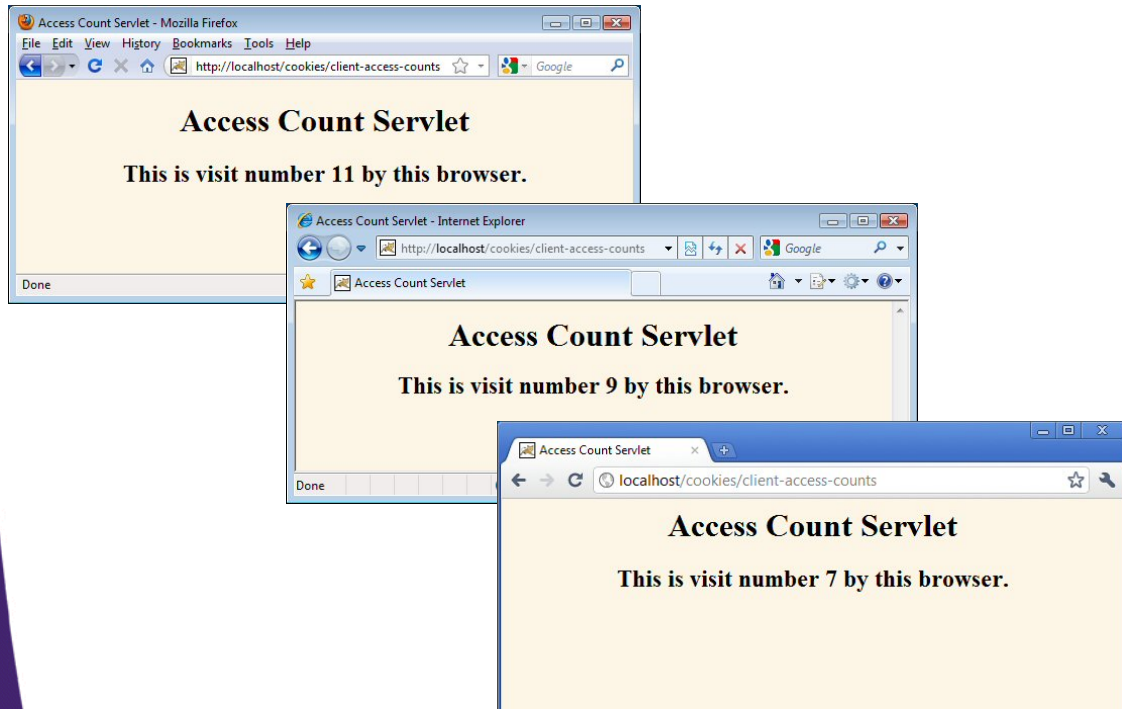 Access Count Servlet - Mozilla Firefox
File Edit View History Bookmarks Tools Help
http://localhost/cookies/client-access-counts Google
Access Count Servlet
This is visit number 11 by this browser.
Done
Access Count Servlet - Internet Explorer
http://localhost/cookies/client-access-counts Google
Access Count Servlet
Access Count Servlet
This is visit number 9 by this browser.
Done
Access Count Servlet
localhost/cookies/client-access-counts
Access Count Servlet
This is visit number 7 by this browser.